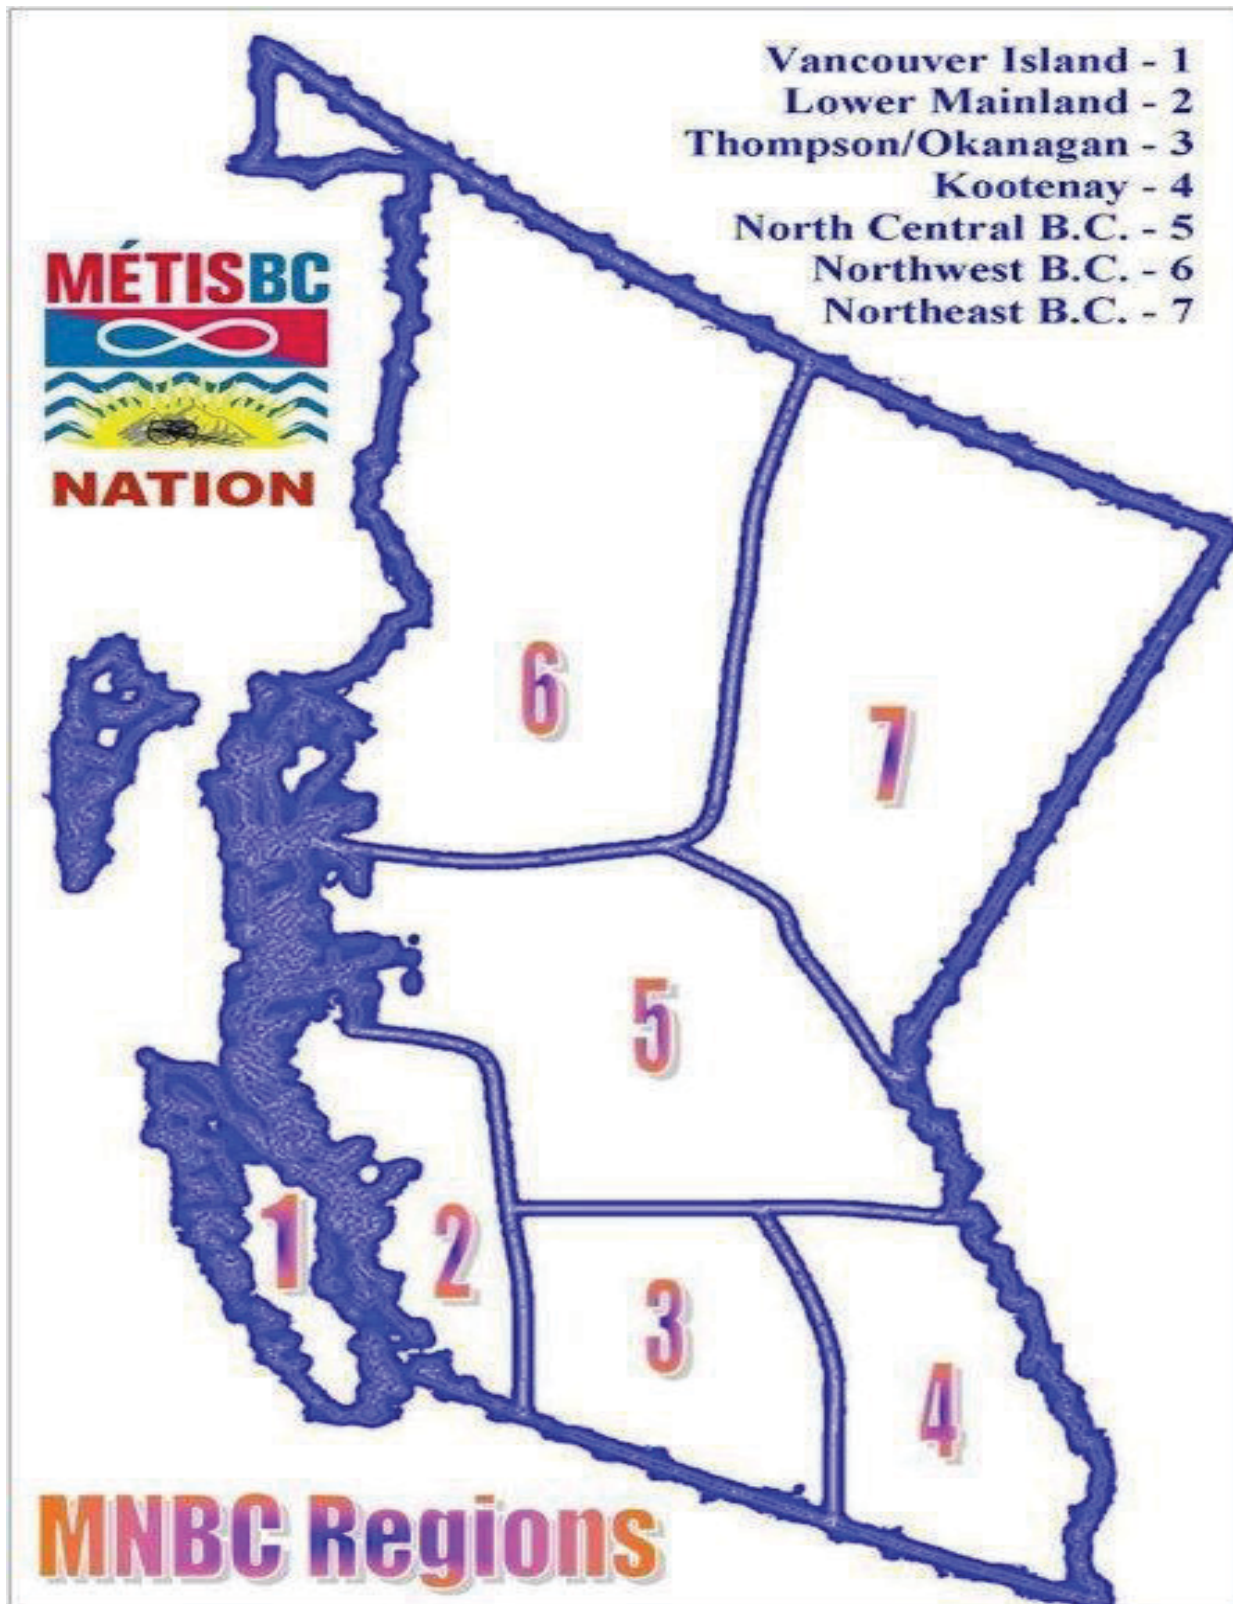 Vancouver Island - 1
Lower Mainland - 2
Thompson/Okanagan - 3
Kootenay - 4
North Central B.C. - 5
Northwest B.C. - 6
Northeast B.C. - 7
MÉTISBC
NATION
6
7
5
1
2
3
4
MNBC Regions